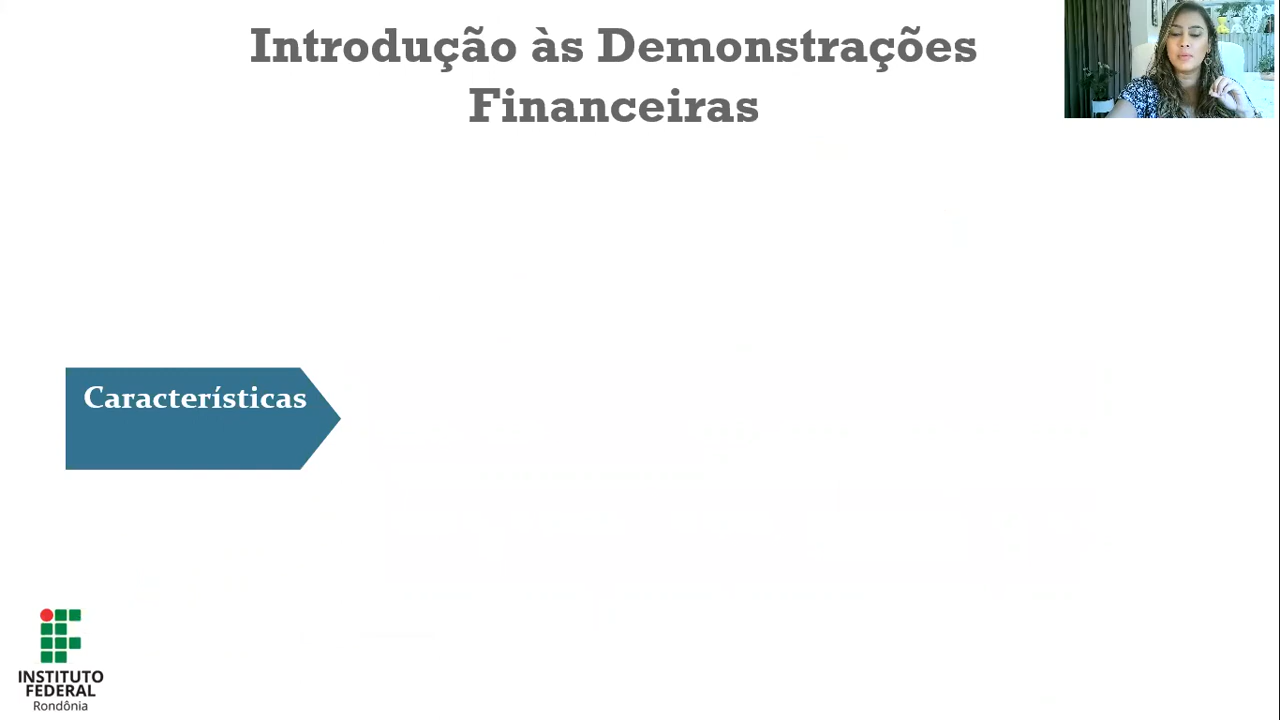 Introdução às Demonstrações
Financeiras
Características
INSTITUTO
FEDERAL
Rondônia